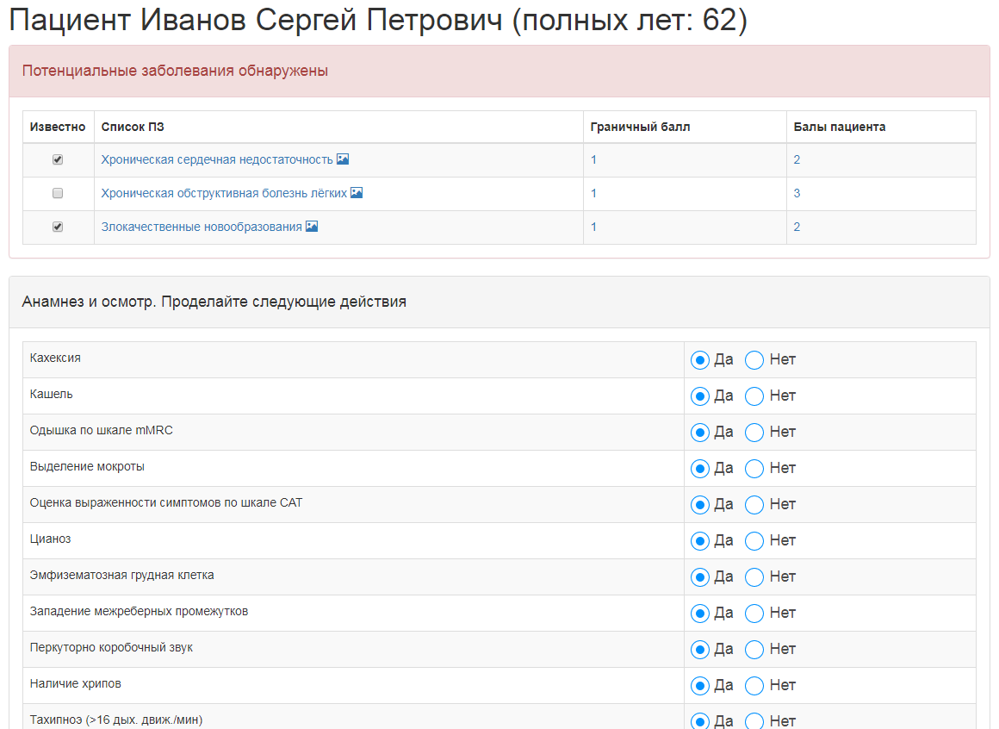 Пациент Иванов Сергей Петрович (полных лет: 62)
Потенциальные заболевания обнаружены
Известно Список ПЗ Граничный балл Балы пациента
Хроническая сердечная недостаточность 1 2
Хроническая обструктивная болезнь лёгких 1 3
Злокачественные новообразования 1 2
Анамнез и осмотр. Проделайте следующие действия
Кахексия Да Нет
Кашель Да Нет
Одышка по шкале mMRC Да Нет
Выделение мокроты Да Нет
Оценка выраженности симптомов по шкале CAT Да Нет
Цианоз Да Нет
Эмфизематозная грудная клетка Да Нет
Западение межреберных промежутков Да Нет
Перкуторно коробочный звук Да Нет
Наличие хрипов Да Нет
Тахипноэ (>16 дых. движ./мин) Да Нет